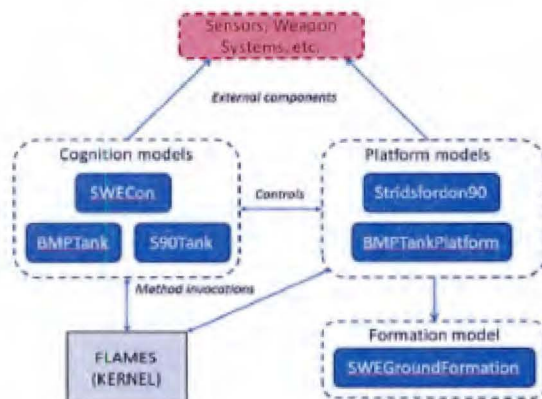 Sensors, Weapon
Systems, etc.
External components
Cognition models
Platform models
SWECon
Stridsfordon90
Controls
BMPTank
S90Tank
BMPTankPlatform
Method invocations
Formation model
FLAMES
(KERNEL)
SWEGroundFormation